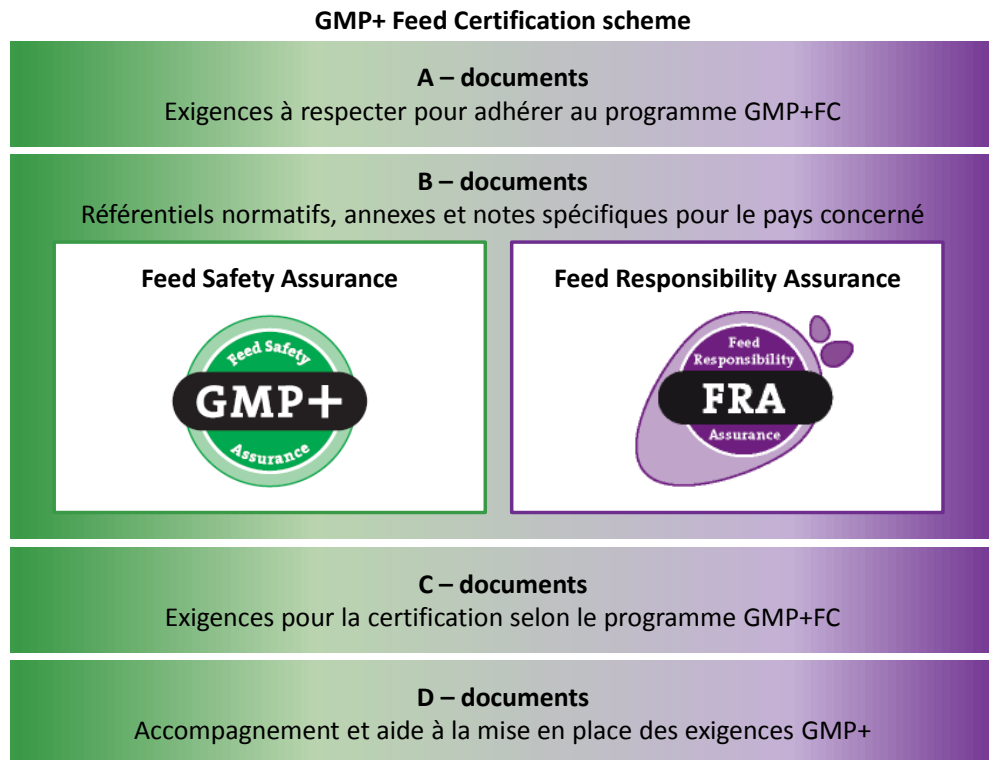 GMP+ Feed Certification scheme
A – documents
Exigences à respecter pour adhérer au programme GMP+FC
B – documents
Référentiels normatifs, annexes et notes spécifiques pour le pays concerné
Feed Safety Assurance
Feed Safety
GMP+
Assurance
Feed Responsibility Assurance
Feed
Responsibility
FRA
Assurance
C – documents
Exigences pour la certification selon le programme GMP+FC
D – documents
Accompagnement et aide à la mise en place des exigences GMP+